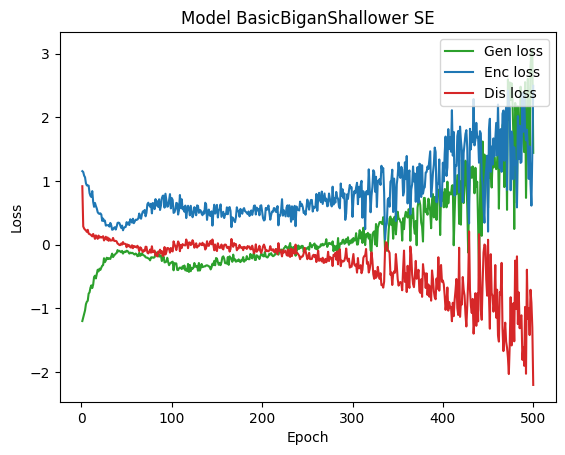 Model BasicBiganShallower SE
Gen loss
Enc loss
Dis loss
3
2
1
0
−1
−2
Loss
0
100
200
300
400
500
Epoch